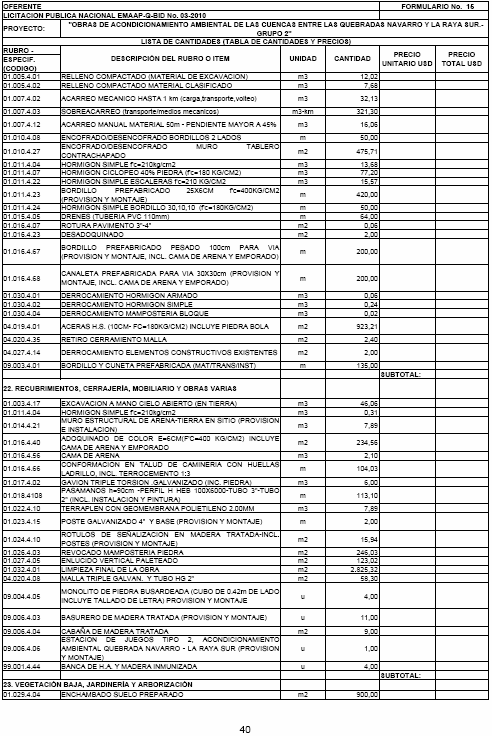 OFERENTE FORMULARIO No. 15
LICITACION PUBLICA NACIONAL EMAAP-Q-BID No. 03-2010
PROYECTO: "OBRAS DE ACONDICIONAMIENTO AMBIENTAL DE LAS CUENCAS ENTRE LAS QUEBRADAS NAVARRO Y LA RAYA SUR.-
GRUPO 2"
LISTA DE CANTIDADES (TABLA DE CANTIDADES Y PRECIOS)
RUBRO -
ESPECIF.
(CODIGO) DESCRIPCIÓN DEL RUBRO O ITEM UNIDAD CANTIDAD PRECIO
UNITARIO USD PRECIO
TOTAL USD
01.005.4.01 RELLENO COMPACTADO (MATERIAL DE EXCAVACION) m3 12,02
01.005.4.02 RELLENO COMPACTADO MATERIAL CLASIFICADO m3 7,68
01.007.4.02 ACARREO MECANICO HASTA 1 km (carga,transporte,volteo) m3 32,13
01.007.4.03 SOBREACARREO (transporte/medios mecanicos) m3-km 321,30
01.007.4.12 ACARREO MANUAL MATERIAL 50m - PENDIENTE MAYOR A 45% m3 16,06
01.010.4.08 ENCOFRADO/DESENCOFRADO BORDILLOS 2 LADOS m 50,00
01.010.4.27 ENCOFRADO/DESENCOFRADO MURO TABLERO
CONTRACHAPADO m2 475,71
01.011.4.04 HORMIGON SIMPLE f'c=210kg/cm2 m3 13,68
01.011.4.07 HORMIGON CICLOPEO 40% PIEDRA (f'c=180 KG/CM2) m3 77,20
01.011.4.22 HORMIGON SIMPLE ESCALERAS fc=210 KG/CM2 m3 15,57
01.011.4.23 BORDILLO PREFABRICADO 25X6CM f'c=400KG/CM2
(PROVISION Y MONTAJE) m 420,00
01.011.4.24 HORMIGON SIMPLE BORDILLO 30,10,10 (fc=180KG/CM2) m 50,00
01.015.4.05 DRENES (TUBERIA PVC 110mm) m 64,00
01.016.4.07 ROTURA PAVIMENTO 3"-4" m2 0,06
01.016.4.23 DESADOQUINADO m2 2,00
01.016.4.67 BORDILLO PREFABRICADO PESADO 100cm PARA VIA
(PROVISION Y MONTAJE, INCL. CAMA DE ARENA Y EMPORADO) m 200,00
01.016.4.68 CANALETA PREFABRICADA PARA VIA 30X30cm (PROVISION Y
MONTAJE, INCL. CAMA DE ARENA Y EMPORADO) m 200,00
01.030.4.01 DERROCAMIENTO HORMIGON ARMADO m3 0,06
01.030.4.02 DERROCAMIENTO HORMIGON SIMPLE m3 0,24
01.030.4.04 DERROCAMIENTO MAMPOSTERIA BLOQUE m3 0,02
04.019.4.01 ACERAS H.S. (10CM- FC=180KG/CM2) INCLUYE PIEDRA BOLA m2 923,21
04.020.4.35 RETIRO CERRAMIENTO MALLA m2 2,40
04.027.4.14 DERROCAMIENTO ELEMENTOS CONSTRUCTIVOS EXISTENTES m2 2,00
09.003.4.01 BORDILLO Y CUNETA PREFABRICADA (MAT/TRANS/INST) m 135,00
SUBTOTAL:
22. RECUBRIMIENTOS, CERRAJERÍA, MOBILIARIO Y OBRAS VARIAS
01.003.4.17 EXCAVACION A MANO CIELO ABIERTO (EN TIERRA) m3 46,06
01.011.4.04 HORMIGON SIMPLE f'c=210kg/cm2 m3 0,31
01.014.4.21 MURO ESTRUCTURAL DE ARENA-TIERRA EN SITIO (PROVISION
E INSTALACION) m3 7,89
01.016.4.40 ADOQUINADO DE COLOR E=6CM(F'C=400 KG/CM2) INCLUYE
CAMA DE ARENA Y EMPORADO m2 234,56
01.016.4.56 CAMA DE ARENA m3 2,10
01.016.4.66 CONFORMACION EN TALUD DE CAMINERIA CON HUELLAS
LADRILLO, INCL. TERROCEMENTO 1:3 m 104,03
01.017.4.02 GAVION TRIPLE TORSION .GALVANIZADO (INC. PIEDRA) m3 6,00
01.018.4108 PASAMANOS h=90cm -PERFIL H HEB 100X6000-TUBO 3"-TUBO
2" (INCL. INSTALACION Y PINTURA) m 113,10
01.022.4.10 TERRAPLEN CON GEOMEMBRANA POLIETILENO 2.00MM m3 7,89
01.023.4.15 POSTE GALVANIZADO 4" Y BASE (PROVISION Y MONTAJE) m 2,00
01.024.4.10 ROTULOS DE SEÑALIZACION EN MADERA TRATADA-INCL.
POSTES (PROVISION Y MONTAJE) m2 15,94
01.026.4.03 REVOCADO MAMPOSTERIA PIEDRA m2 246,03
01.027.4.05 ENLUCIDO VERTICAL PALETEADO m2 123,02
01.032.4.01 LIMPIEZA FINAL DE LA OBRA m2 2.825,32
04.020.4.08 MALLA TRIPLE GALVAN. Y TUBO HG 2" m2 58,30
09.004.4.05 MONOLITO DE PIEDRA BUSARDEADA (CUBO DE 0.42m DE LADO
INCLUYE TALLADO DE LETRA) PROVISION Y MONTAJE u 4,00
09.006.4.03 BASURERO DE MADERA TRATADA (PROVISION Y MONTAJE) u 11,00
09.006.4.04 CABAÑA DE MADERA TRATADA m2 9,00
09.006.4.06 ESTACION DE JUEGOS TIPO 2, ACONDICIONAMIENTO
AMBIENTAL QUEBRADA NAVARRO - LA RAYA SUR (PROVISION
Y MONTAJE) u 1,00
99.001.4.44 BANCA DE H.A. Y MADERA INMUNIZADA u 4,00
SUBTOTAL:
23. VEGETACIÓN BAJA, JARDINERÍA Y ARBORIZACIÓN
01.029.4.04 ENCHAMBADO SUELO PREPARADO m2 900,00
40